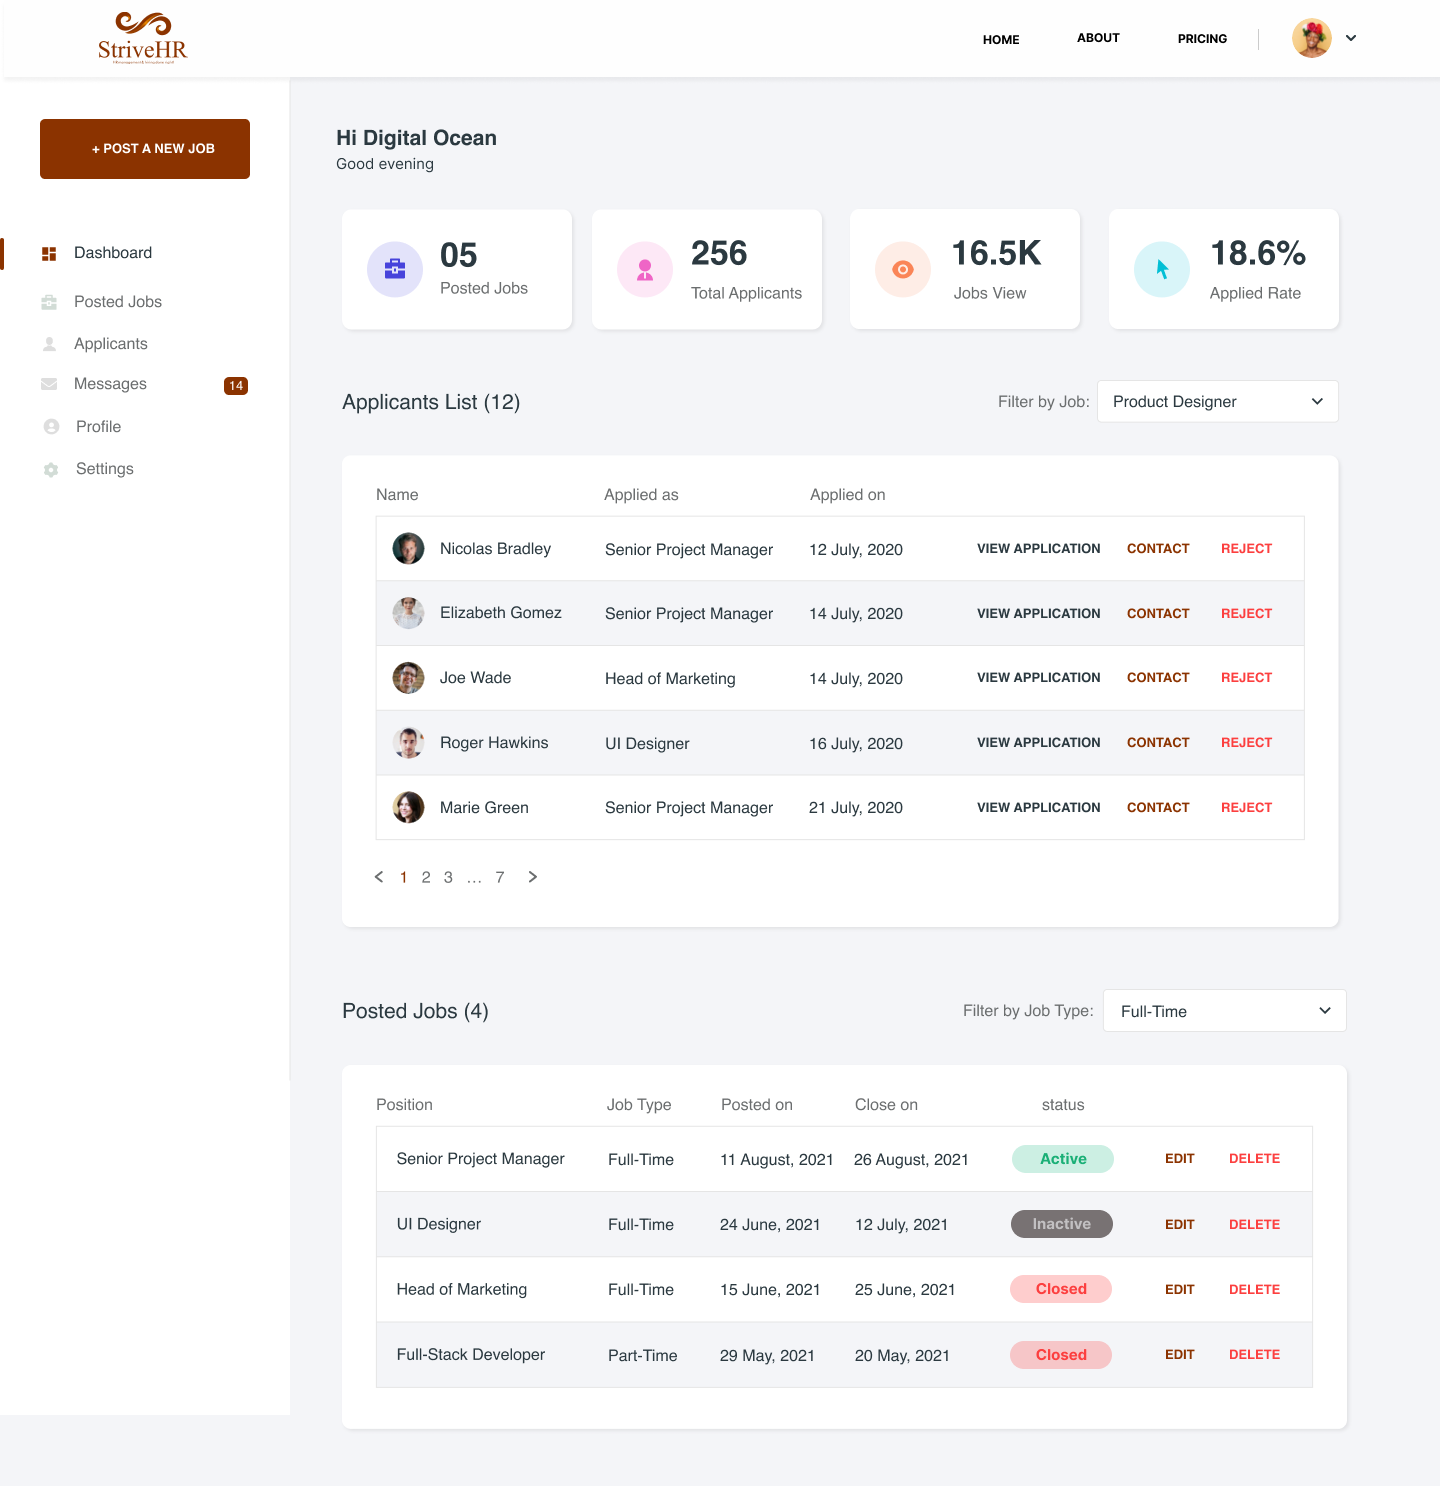 StriveHR
HOME
ABOUT
PRICING
+ POST A NEW JOB
Dashboard
Posted Jobs
Applicants
Messages
14
Profile
Settings
Hi Digital Ocean
Good evening
05
Posted Jobs
256
Total Applicants
16.5K
Jobs View
18.6%
Applied Rate
Applicants List (12)
Filter by Job:
Product Designer
Name Applied as Applied on
Nicolas Bradley Senior Project Manager 12 July, 2020 VIEW APPLICATION CONTACT REJECT
Elizabeth Gomez Senior Project Manager 14 July, 2020 VIEW APPLICATION CONTACT REJECT
Joe Wade Head of Marketing 14 July, 2020 VIEW APPLICATION CONTACT REJECT
Roger Hawkins UI Designer 16 July, 2020 VIEW APPLICATION CONTACT REJECT
Marie Green Senior Project Manager 21 July, 2020 VIEW APPLICATION CONTACT REJECT
< 1 2 3 ... 7 >
Posted Jobs (4)
Filter by Job Type:
Full-Time
Position Job Type Posted on Close on status
Senior Project Manager Full-Time 11 August, 2021 26 August, 2021 Active EDIT DELETE
UI Designer Full-Time 24 June, 2021 12 July, 2021 Inactive EDIT DELETE
Head of Marketing Full-Time 15 June, 2021 25 June, 2021 Closed EDIT DELETE
Full-Stack Developer Part-Time 29 May, 2021 20 May, 2021 Closed EDIT DELETE